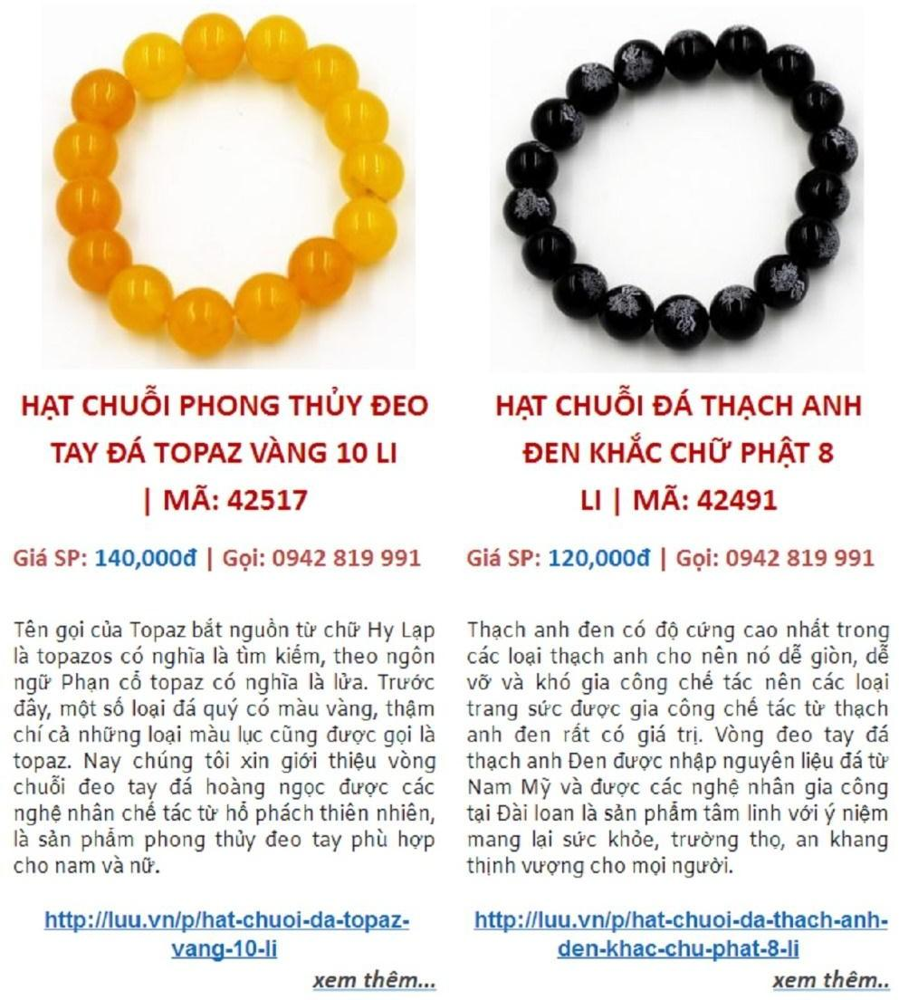 HẠT CHUỖI PHONG THỦY ĐEO
TAY ĐÁ TOPAZ VÀNG 10 LI
| MÃ: 42517
Giá SP: 140,000đ | Gọi: 0942 819 991
Tên gọi của Topaz bắt nguồn từ chữ Hy Lạp
là topazos có nghĩa là tìm kiếm, theo ngôn
ngữ Phạn cổ topaz có nghĩa là lửa. Trước
đây, một số loại đá quý có màu vàng, thậm
chí cả những loại màu lục cũng được gọi là
topaz. Nay chúng tôi xin giới thiệu vòng
chuỗi đeo tay đá hoàng ngọc được các
nghệ nhân chế tác từ hổ phách thiên nhiên,
là sản phẩm phong thủy đeo tay phù hợp
cho nam và nữ.
http://luu.vn/p/hat-chuoi-da-topaz-
vang-10-li
xem thêm...
HẠT CHUỖI ĐÁ THẠCH ANH
ĐEN KHẮC CHỮ PHẬT 8
LI | MÃ: 42491
Giá SP: 120,000đ | Gọi: 0942 819 991
Thạch anh đen có độ cứng cao nhất trong
các loại thạch anh cho nên nó dễ giòn, dễ
vỡ và khó gia công chế tác nên các loại
trang sức được gia công chế tác từ thạch
anh đen rất có giá trị. Vòng đeo tay đá
thạch anh Đen được nhập nguyên liệu đá từ
Nam Mỹ và được các nghệ nhân gia công
tại Đài loan là sản phẩm tâm linh với ý niệm
mang lại sức khỏe, trường thọ, an khang
thịnh vượng cho mọi người.
http://luu.vn/p/hat-chuoi-da-thach-anh-
den-khac-chu-phat-8-li
xem thêm..